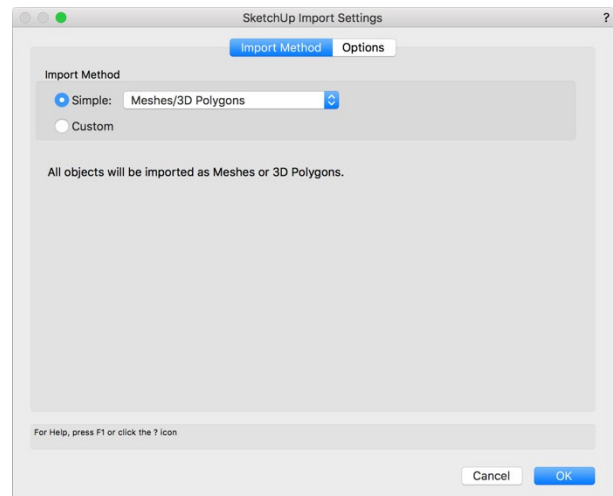 SketchUp Import Settings ?
Import Method Options
Import Method
Simple: Meshes/3D Polygons
Custom
All objects will be imported as Meshes or 3D Polygons.
For Help, press F1 or click the ? icon
Cancel OK